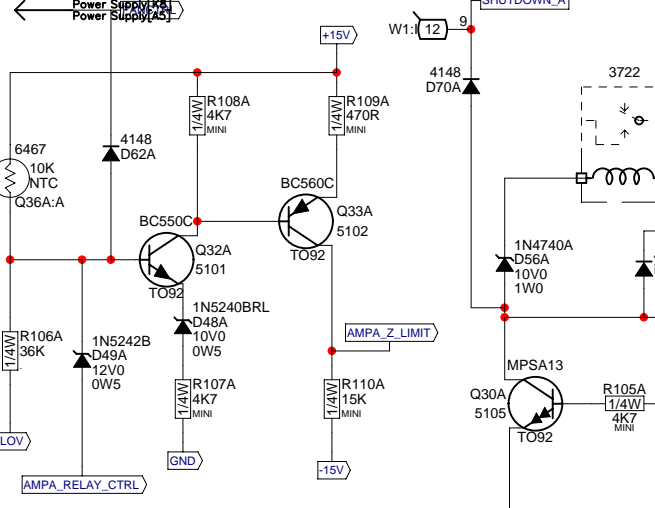 Power Supply[A5]
SHUTDOWN_A
+15V
W1:I
12
9
4148
D70A
3722
R108A
4K7
MINI
1/4W
R109A
470R
MINI
1/4W
6467
10K
NTC
Q36A:A
4148
D62A
BC560C
Q33A
5102
TO92
BC550C
Q32A
5101
TO92
1N4740A
D56A
10V0
1W0
1N5240BRL
D48A
10V0
0W5
AMPA_Z_LIMIT
R106A
36K
1/4W
1N5242B
D49A
12V0
0W5
MPSA13
Q30A
5105
TO92
R107A
4K7
MINI
1/4W
R110A
15K
MINI
1/4W
R105A
1/4W
4K7
MINI
LOV
GND
-15V
AMPA_RELAY_CTRL